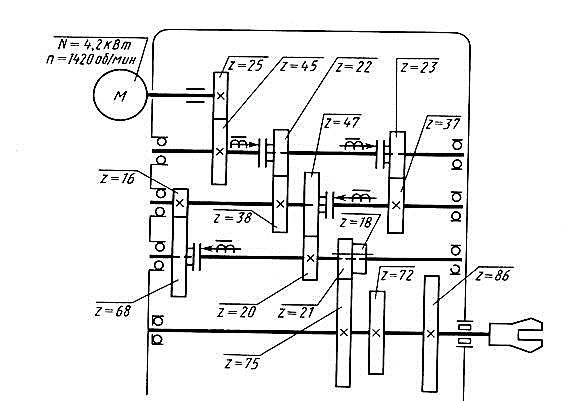 N = 4,2 кВт
n = 1420 об/мин
М
z=25
z=45
z=22
z=23
z=47
z=37
z=16
z=38
z=18
z=72
z=86
z=68
z=20
z=21
z=75